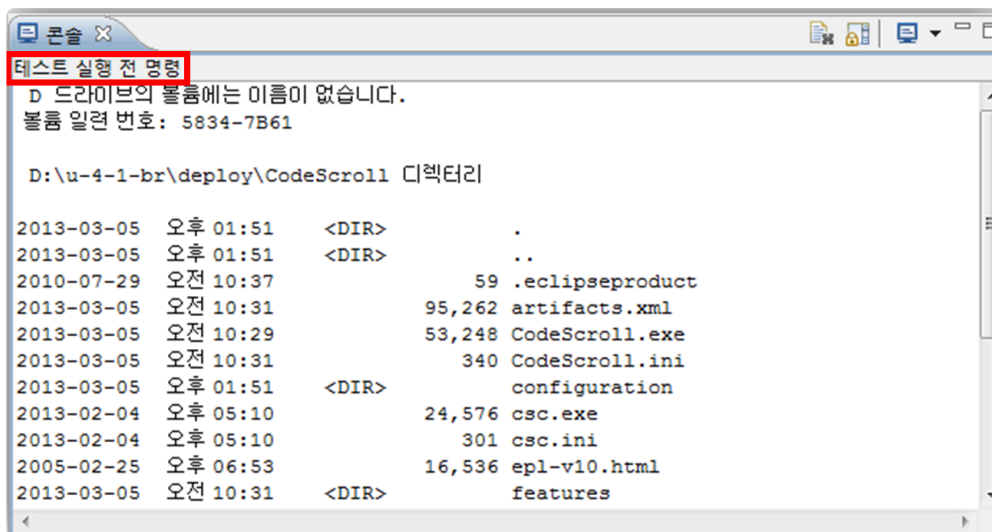 콘솔
테스트 실행 전 명령
D 드라이브의 볼륨에는 이름이 없습니다.
볼륨 일련 번호: 5834-7B61
D:\u-4-1-br\deploy\CodeScroll 디렉터리
2013-03-05 오후 01:51 <DIR> .
2013-03-05 오후 01:51 <DIR> ..
2010-07-29 오전 10:37 59 .eclipseproduct
2013-03-05 오전 10:31 95,262 artifacts.xml
2013-03-05 오전 10:29 53,248 CodeScroll.exe
2013-03-05 오전 10:31 340 CodeScroll.ini
2013-03-05 오후 01:51 <DIR> configuration
2013-02-04 오후 05:10 24,576 csc.exe
2013-02-04 오후 05:10 301 csc.ini
2005-02-25 오후 06:53 16,536 epl-v10.html
2013-03-05 오전 10:31 <DIR> features